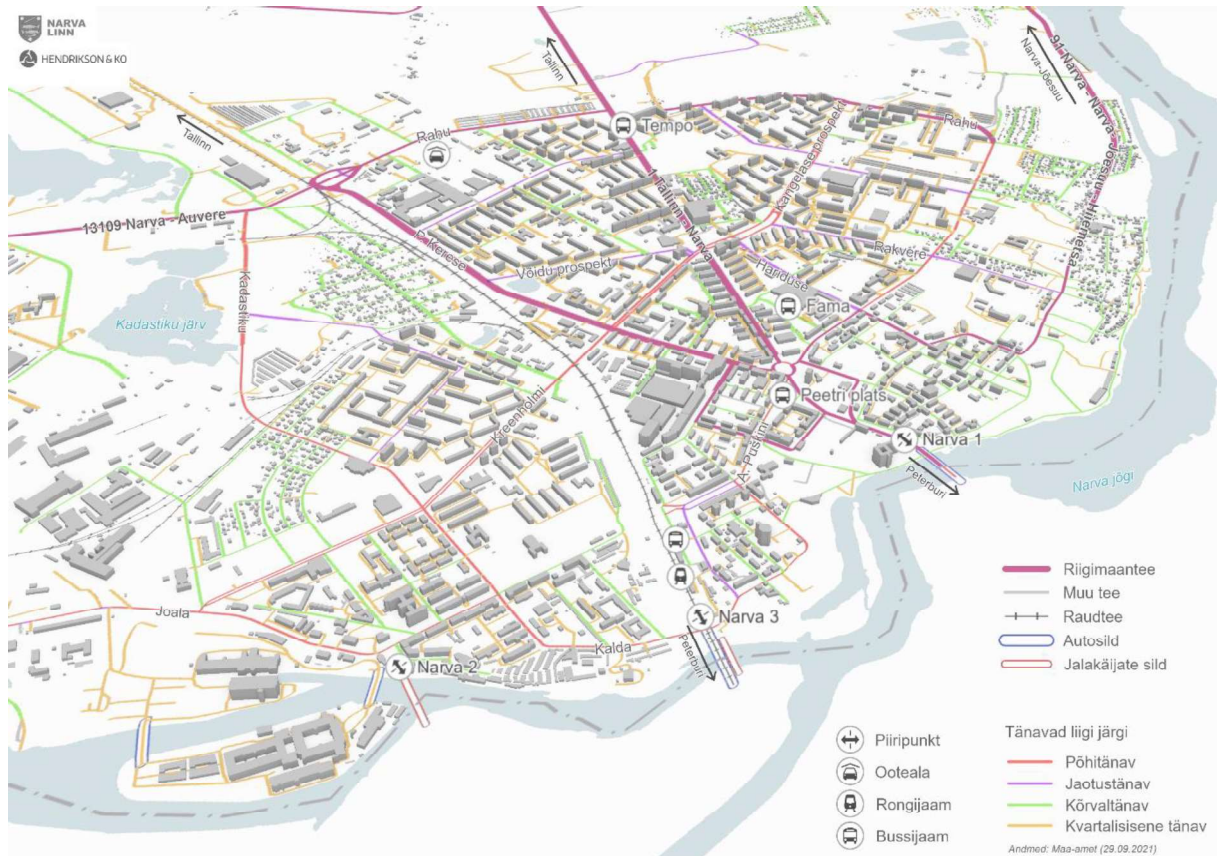 NARVA
LINN
HENDRIKSON & KO
Tallinn
Tallinn
91 Narva - Narva-Jõesuu
Narva-Jõesuu
Tempo
Rahu
Rahu
Kangelase prospekt
1 Tallinn - Narva
13109 Narva - Auvere
P. Kerese
Võidu prospekt
Hariduse
Rakvere
Hiiemetsa
Kadastiku
Kadastiku järv
Fama
Peetri plats
Kreenholmi
A. Puškini
Narva 1
Peterburi
Narva jõgi
Narva 3
Peterburi
Joala
Kalda
Narva 2
Riigimaantee
Muu tee
Raudtee
Autosild
Jalakäijate sild
Piiripunkt
Ooteala
Rongijaam
Bussijaam
Tänavad liigi järgi
Põhitänav
Jaotustänav
Kõrvaltänav
Kvartalisisene tänav
Andmed: Maa-amet (29.09.2021)